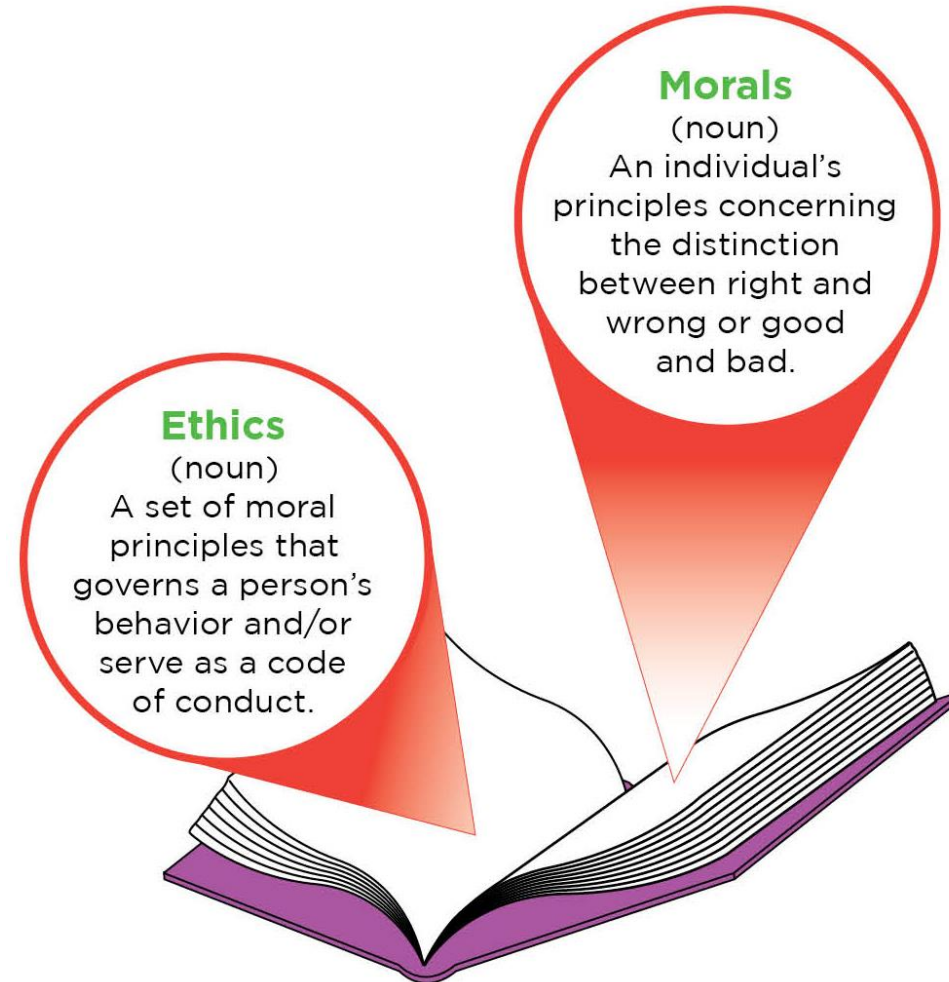 Morals
(noun)
An individual’s
principles concerning
the distinction
between right and
wrong or good
and bad.
Ethics
(noun)
A set of moral
principles that
governs a person’s
behavior and/or
serve as a code
of conduct.